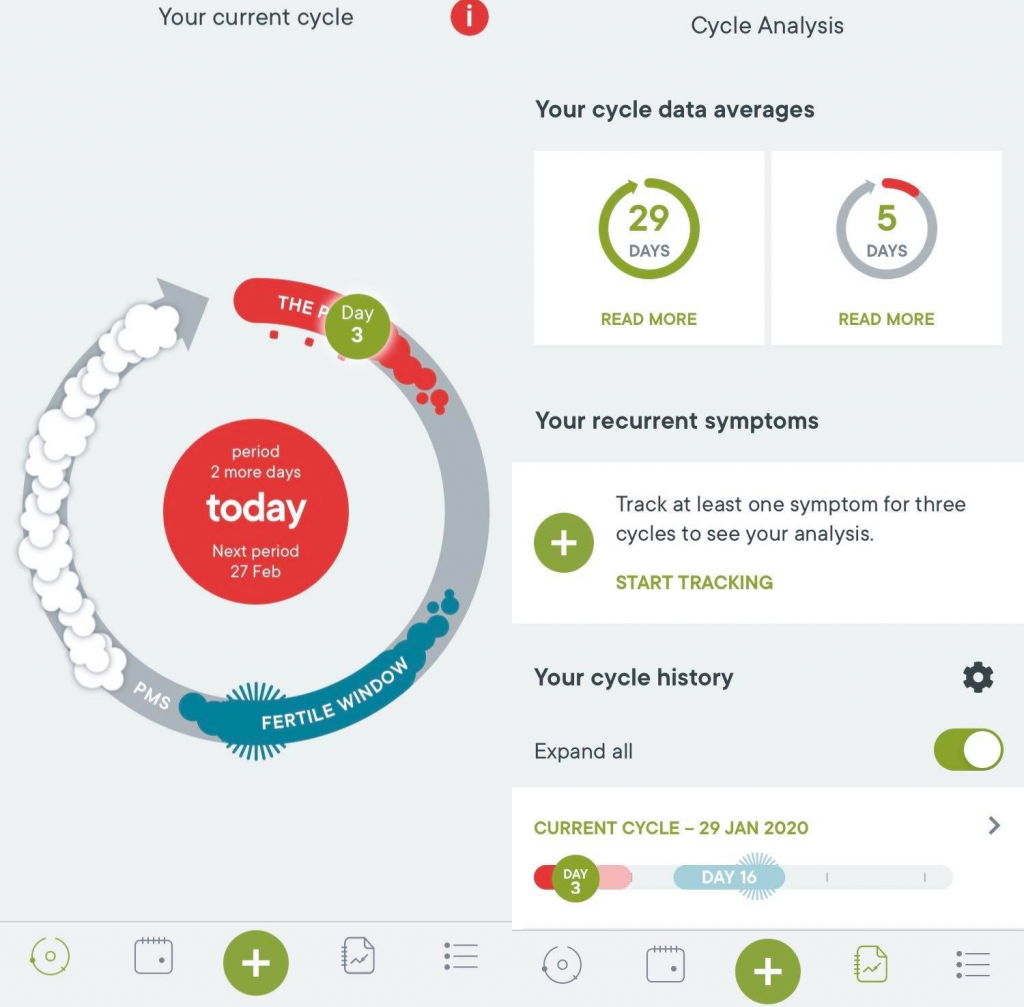 Your current cycle
i
THE P
Day
3
period
2 more days
today
Next period
27 Feb
FERTILE WINDOW
PMS
Cycle Analysis
Your cycle data averages
29
DAYS
READ MORE
5
DAYS
READ MORE
Your recurrent symptoms
Track at least one symptom for three
cycles to see your analysis.
START TRACKING
Your cycle history
Expand all
CURRENT CYCLE – 29 JAN 2020
DAY
3
DAY 16